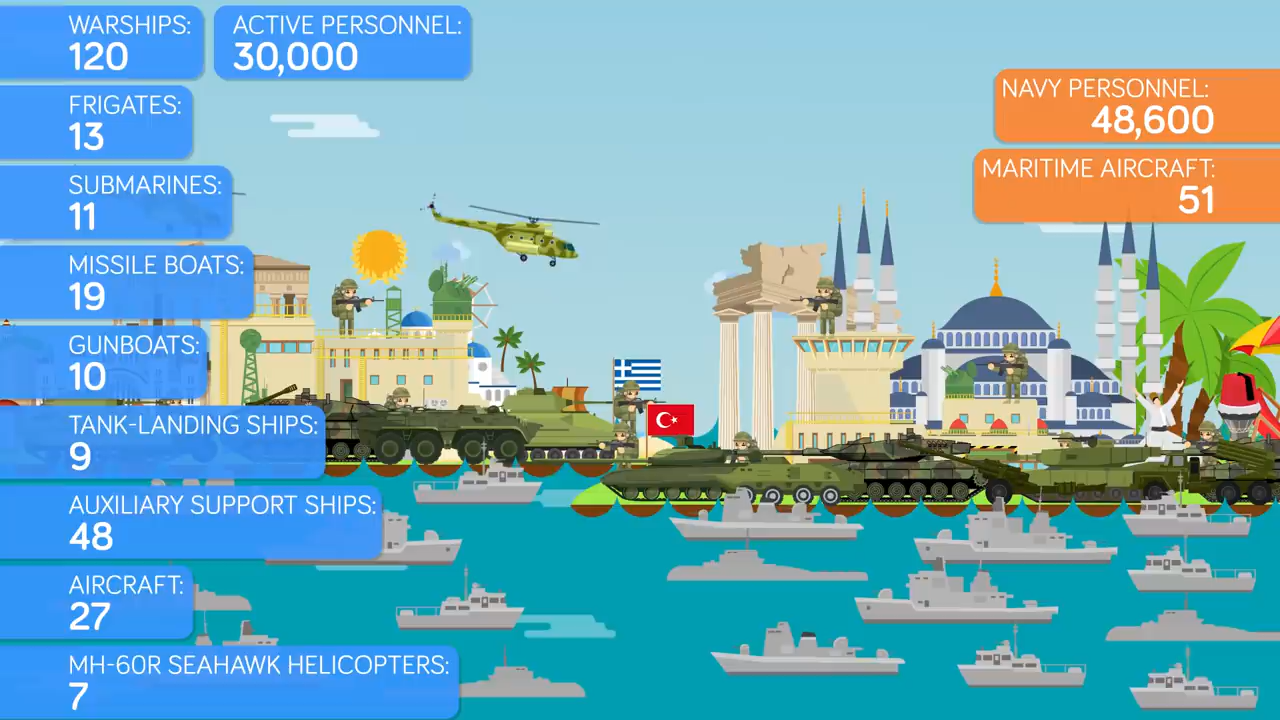 WARSHIPS:
120
ACTIVE PERSONNEL:
30,000
FRIGATES:
13
SUBMARINES:
11
MISSILE BOATS:
19
GUNBOATS:
10
TANK-LANDING SHIPS:
9
AUXILIARY SUPPORT SHIPS:
48
AIRCRAFT:
27
MH-60R SEAHAWK HELICOPTERS:
7
NAVY PERSONNEL:
48,600
MARITIME AIRCRAFT:
51